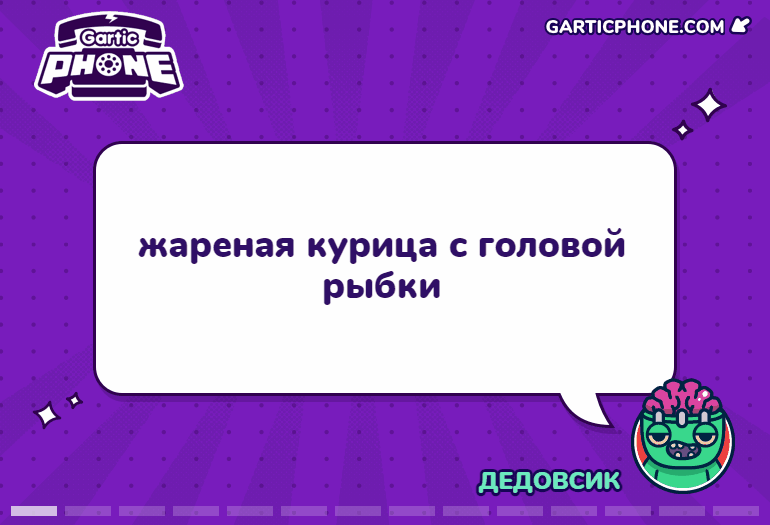 Gartic
PHONE
GARTICPHONE.COM
жареная курица с головой
рыбки
ДЕДОВСИК